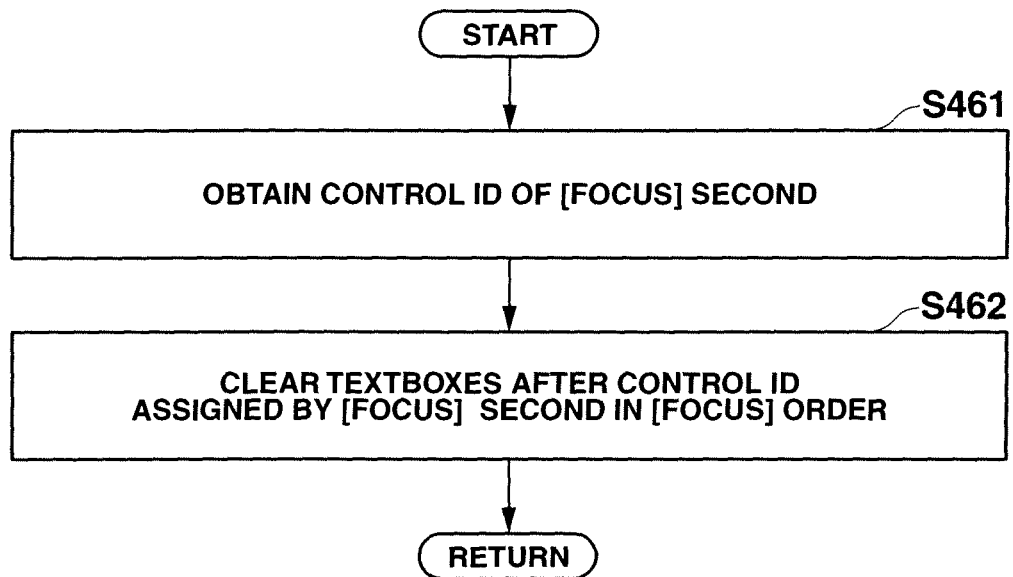 START
S461
OBTAIN CONTROL ID OF [FOCUS] SECOND
S462
CLEAR TEXTBOXES AFTER CONTROL ID
ASSIGNED BY [FOCUS] SECOND IN [FOCUS] ORDER
RETURN